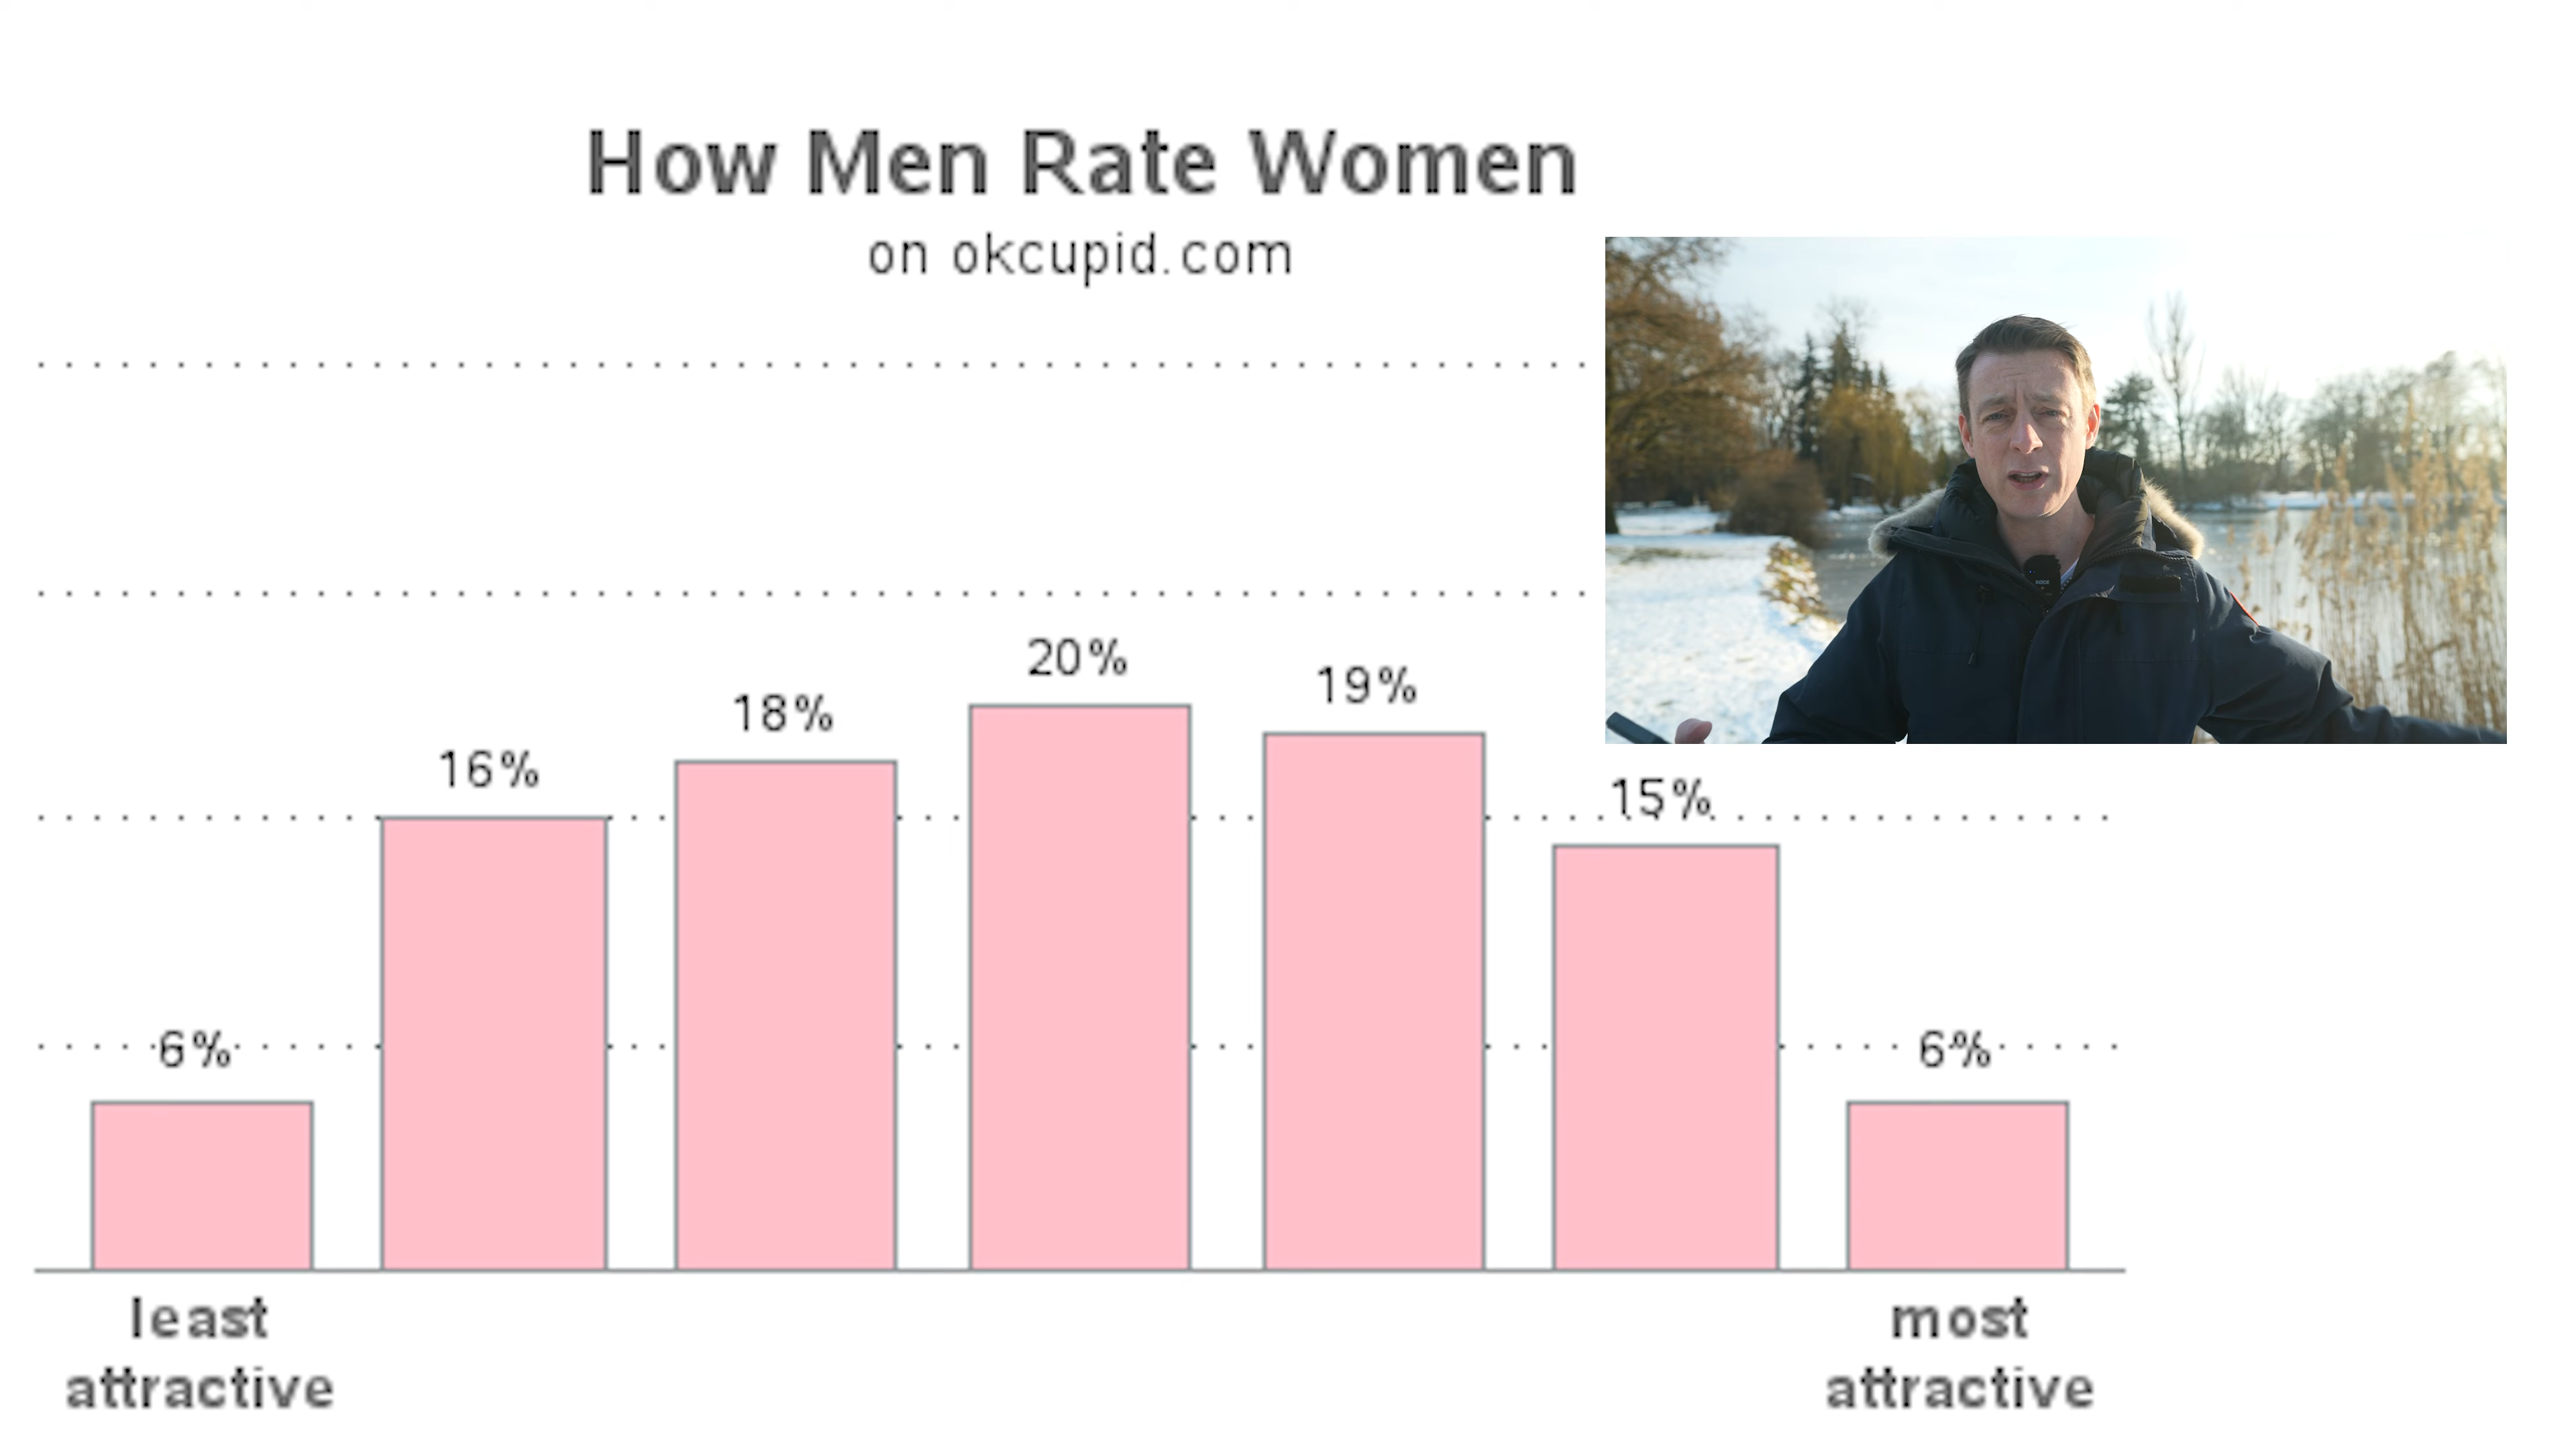 How Men Rate Women
on okcupid.com
6%
16%
18%
20%
19%
15%
6%
least
attractive
most
attractive